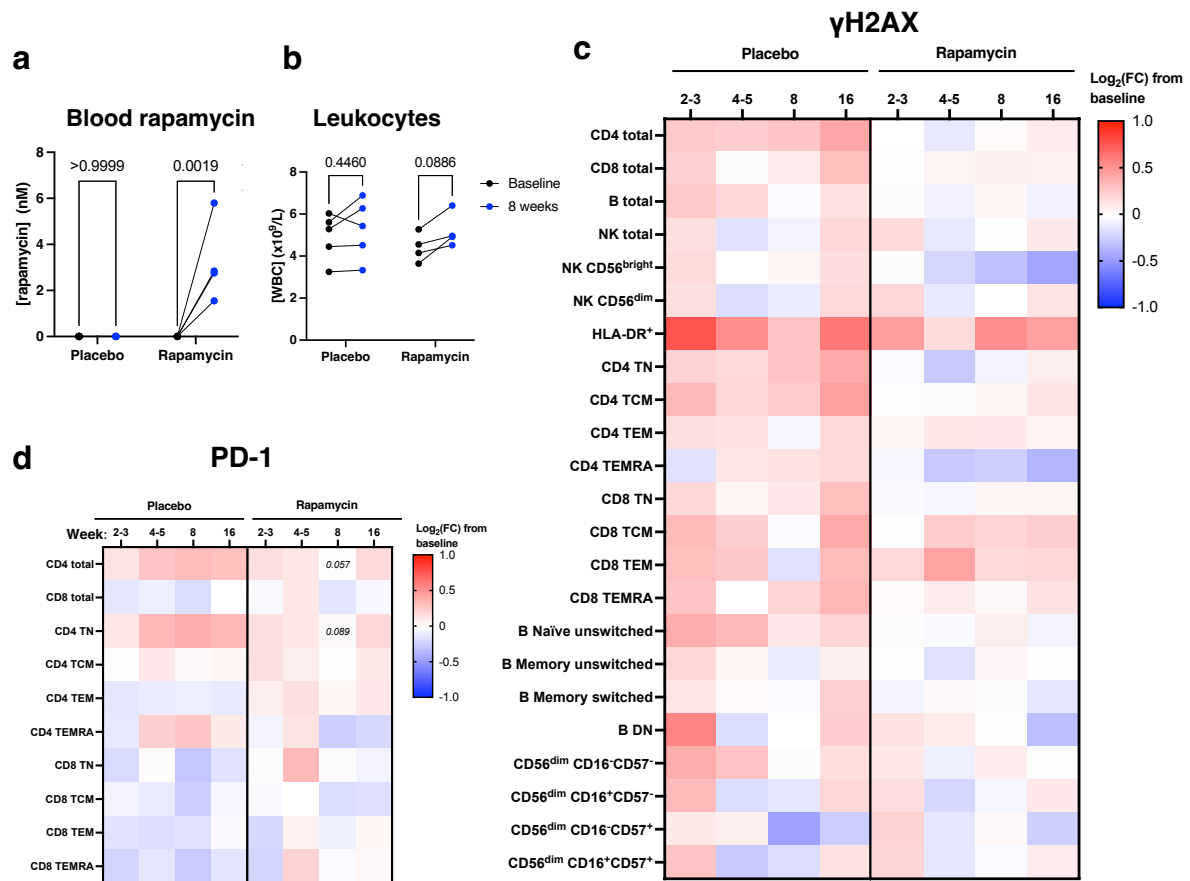 a
Blood rapamycin
[rapamycin] (nM)
8
6
4
2
0
>0.9999
0.0019
Placebo
Rapamycin
b
Leukocytes
[WBC] (x10⁹/L)
8
6
4
2
0
0.4460
0.0886
Placebo
Rapamycin
Baseline
8 weeks
c
γH2AX
Placebo
Rapamycin
2-3 4-5 8 16 2-3 4-5 8 16
CD4 total
CD8 total
B total
NK total
NK CD56ᵇʳⁱᵍʰᵗ
NK CD56ᵈⁱᵐ
HLA-DR⁺
CD4 TN
CD4 TCM
CD4 TEM
CD4 TEMRA
CD8 TN
CD8 TCM
CD8 TEM
CD8 TEMRA
B Naïve unswitched
B Memory unswitched
B Memory switched
B DN
CD56ᵈⁱᵐ CD16⁻CD57⁻
CD56ᵈⁱᵐ CD16⁺CD57⁻
CD56ᵈⁱᵐ CD16⁻CD57⁺
CD56ᵈⁱᵐ CD16⁺CD57⁺
Log₂(FC) from
baseline
1.0
0.5
0
-0.5
-1.0
d
PD-1
Placebo
Rapamycin
Week: 2-3 4-5 8 16 2-3 4-5 8 16
CD4 total
0.057
CD8 total
CD4 TN
0.089
CD4 TCM
CD4 TEM
CD4 TEMRA
CD8 TN
CD8 TCM
CD8 TEM
CD8 TEMRA
Log₂(FC) from
baseline
1.0
0.5
0
-0.5
-1.0